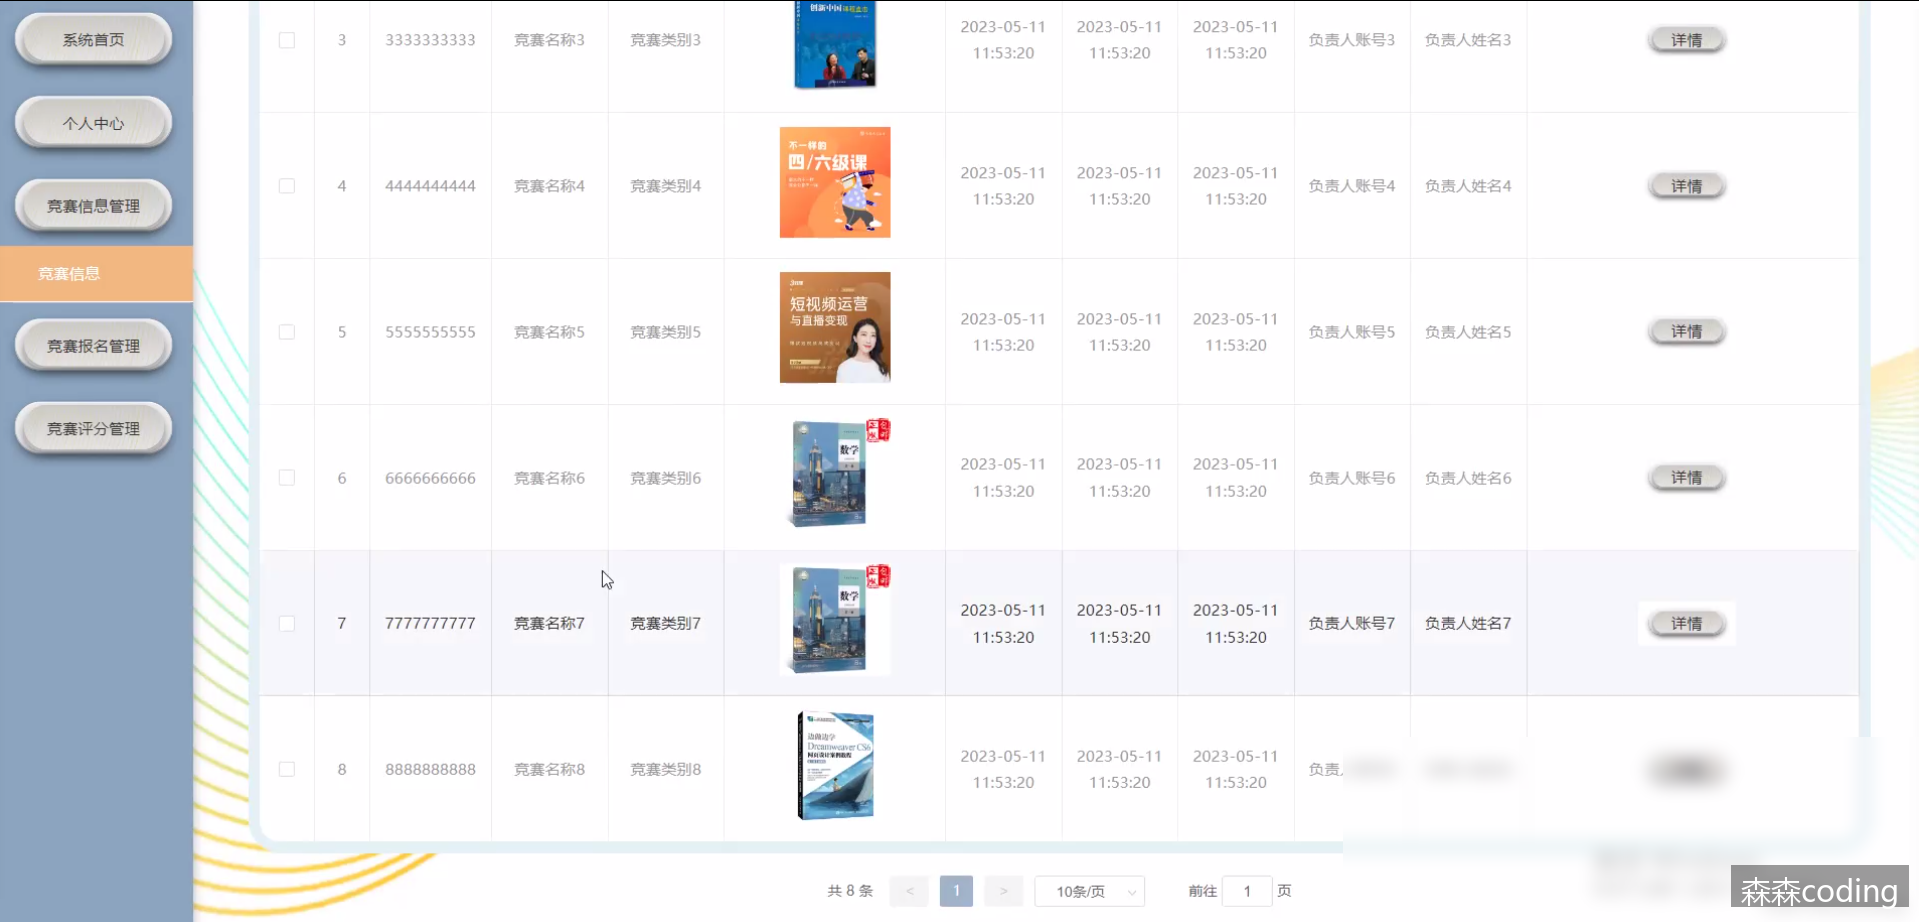 系统首页
个人中心
竞赛信息管理
竞赛信息
竞赛报名管理
竞赛评分管理
3 3333333333 竞赛名称3 竞赛类别3 2023-05-11 11:53:20 2023-05-11 11:53:20 2023-05-11 11:53:20 负责人账号3 负责人姓名3 详情
4 4444444444 竞赛名称4 竞赛类别4 2023-05-11 11:53:20 2023-05-11 11:53:20 2023-05-11 11:53:20 负责人账号4 负责人姓名4 详情
不一样的
四/六级课
5 5555555555 竞赛名称5 竞赛类别5 2023-05-11 11:53:20 2023-05-11 11:53:20 2023-05-11 11:53:20 负责人账号5 负责人姓名5 详情
短视频运营
与直播变现
6 6666666666 竞赛名称6 竞赛类别6 2023-05-11 11:53:20 2023-05-11 11:53:20 2023-05-11 11:53:20 负责人账号6 负责人姓名6 详情
数学
7 7777777777 竞赛名称7 竞赛类别7 2023-05-11 11:53:20 2023-05-11 11:53:20 2023-05-11 11:53:20 负责人账号7 负责人姓名7 详情
数学
8 8888888888 竞赛名称8 竞赛类别8 2023-05-11 11:53:20 2023-05-11 11:53:20 2023-05-11 11:53:20 负责
边做边学
Dreamweaver CS6
网页设计案例教程
共 8 条 < 1 > 10条/页 前往 1 页
森森coding